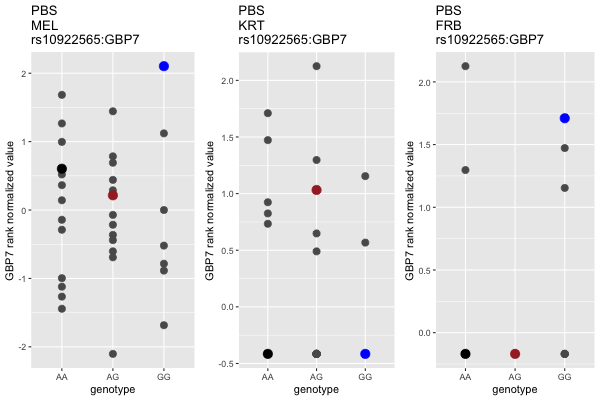 PBS
MEL
rs10922565:GBP7
GBP7 rank normalized value
2
1
0
-1
-2
AA
AG
GG
genotype
PBS
KRT
rs10922565:GBP7
GBP7 rank normalized value
2.0
1.5
1.0
0.5
0.0
-0.5
AA
AG
GG
genotype
PBS
FRB
rs10922565:GBP7
GBP7 rank normalized value
2.0
1.5
1.0
0.5
0.0
AA
AG
GG
genotype